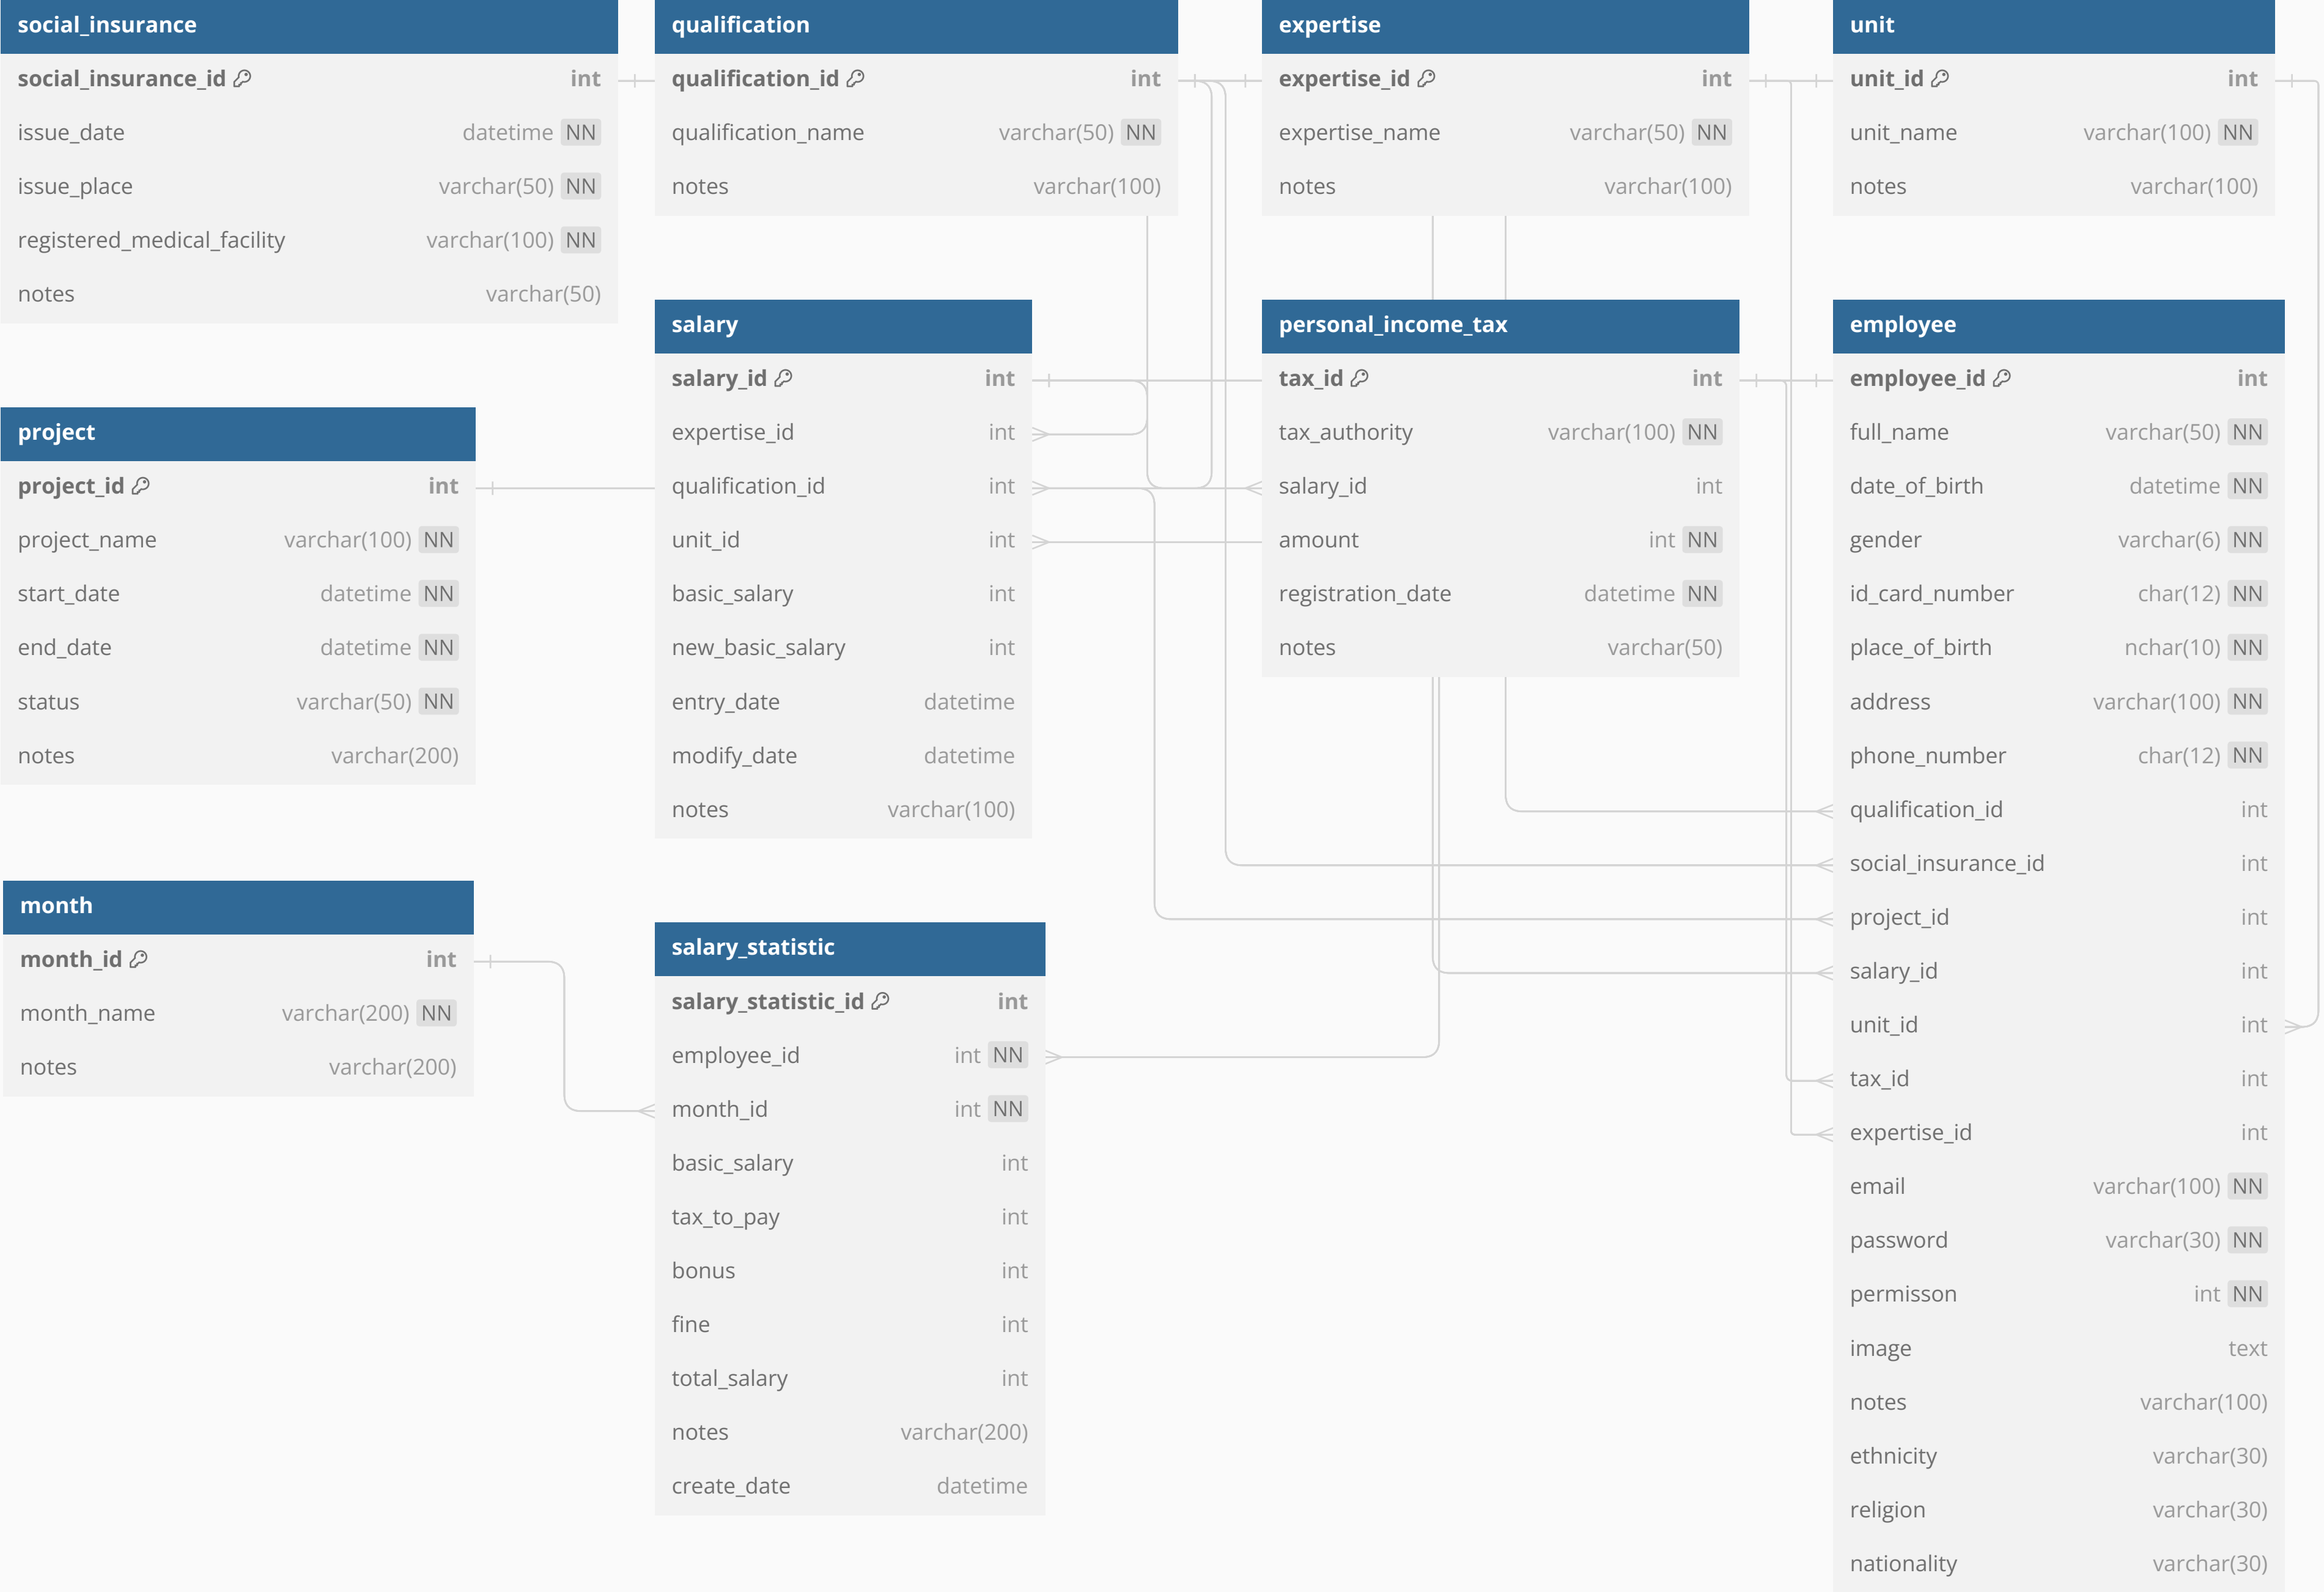 social_insurance
social_insurance_id int
issue_date datetime NN
issue_place varchar(50) NN
registered_medical_facility varchar(100) NN
notes varchar(50)
qualification
qualification_id int
qualification_name varchar(50) NN
notes varchar(100)
expertise
expertise_id int
expertise_name varchar(50) NN
notes varchar(100)
unit
unit_id int
unit_name varchar(100) NN
notes varchar(100)
project
project_id int
project_name varchar(100) NN
start_date datetime NN
end_date datetime NN
status varchar(50) NN
notes varchar(200)
salary
salary_id int
expertise_id int
qualification_id int
unit_id int
basic_salary int
new_basic_salary int
entry_date datetime
modify_date datetime
notes varchar(100)
personal_income_tax
tax_id int
tax_authority varchar(100) NN
salary_id int
amount int NN
registration_date datetime NN
notes varchar(50)
employee
employee_id int
full_name varchar(50) NN
date_of_birth datetime NN
gender varchar(6) NN
id_card_number char(12) NN
place_of_birth nchar(10) NN
address varchar(100) NN
phone_number char(12) NN
qualification_id int
social_insurance_id int
project_id int
salary_id int
unit_id int
tax_id int
expertise_id int
email varchar(100) NN
password varchar(30) NN
permisson int NN
image text
notes varchar(100)
ethnicity varchar(30)
religion varchar(30)
nationality varchar(30)
month
month_id int
month_name varchar(200) NN
notes varchar(200)
salary_statistic
salary_statistic_id int
employee_id int NN
month_id int NN
basic_salary int
tax_to_pay int
bonus int
fine int
total_salary int
notes varchar(200)
create_date datetime